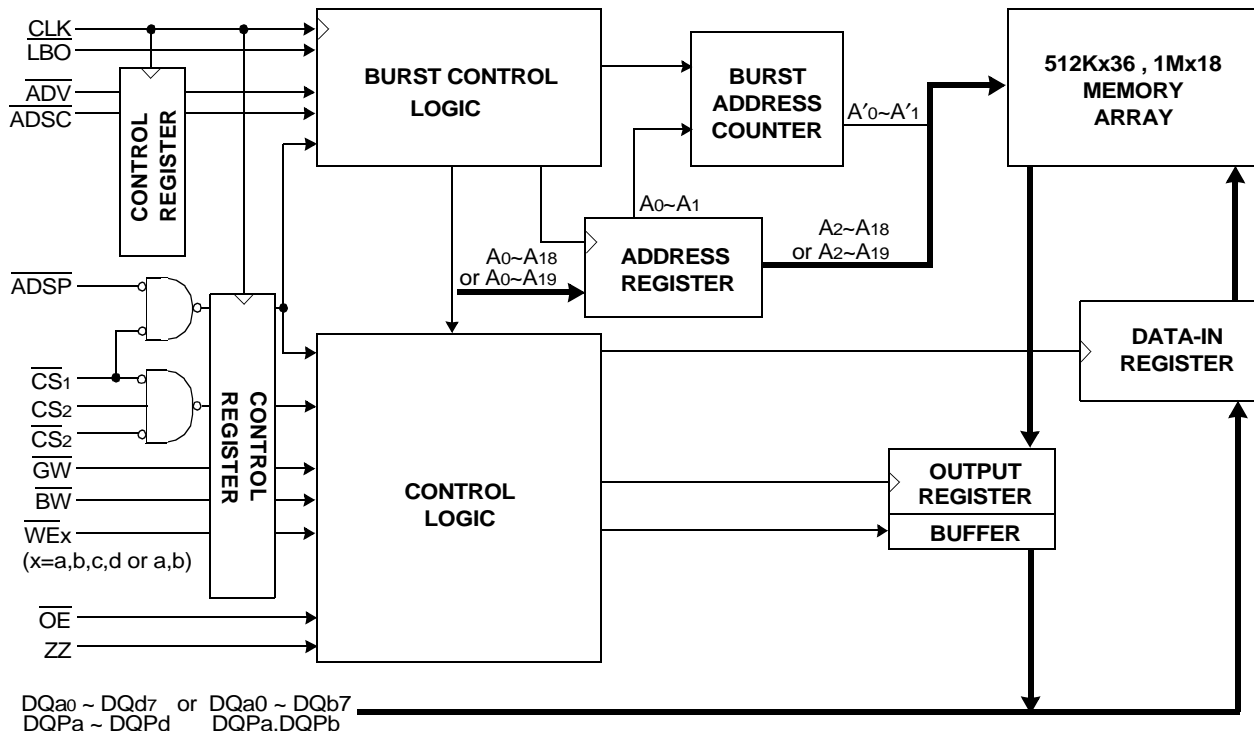 CLK
LBO
ADV
ADSC
CONTROL
REGISTER
BURST CONTROL
LOGIC
BURST
ADDRESS
COUNTER
A′0~A′1
512Kx36 , 1Mx18
MEMORY
ARRAY
A0~A1
A0~A18
or A0~A19
ADDRESS
REGISTER
A2~A18
or A2~A19
ADSP
CS1
CS2
CS2
GW
BW
WEx
(x=a,b,c,d or a,b)
OE
ZZ
CONTROL
REGISTER
CONTROL
LOGIC
DATA-IN
REGISTER
OUTPUT
REGISTER
BUFFER
DQa0 ~ DQd7 or DQa0 ~ DQb7
DQPa ~ DQPd DQPa,DQPb